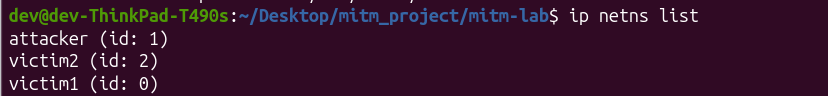 dev@dev-ThinkPad-T490s:~/Desktop/mitm_project/mitm-lab$ ip netns list
attacker (id: 1)
victim2 (id: 2)
victim1 (id: 0)